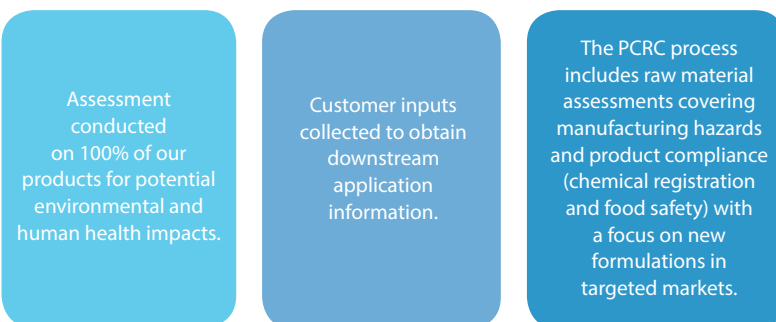 Assessment
conducted
on 100% of our
products for potential
environmental and
human health impacts.
Customer inputs
collected to obtain
downstream
application
information.
The PCRC process
includes raw material
assessments covering
manufacturing hazards
and product compliance
(chemical registration
and food safety) with
a focus on new
formulations in
targeted markets.